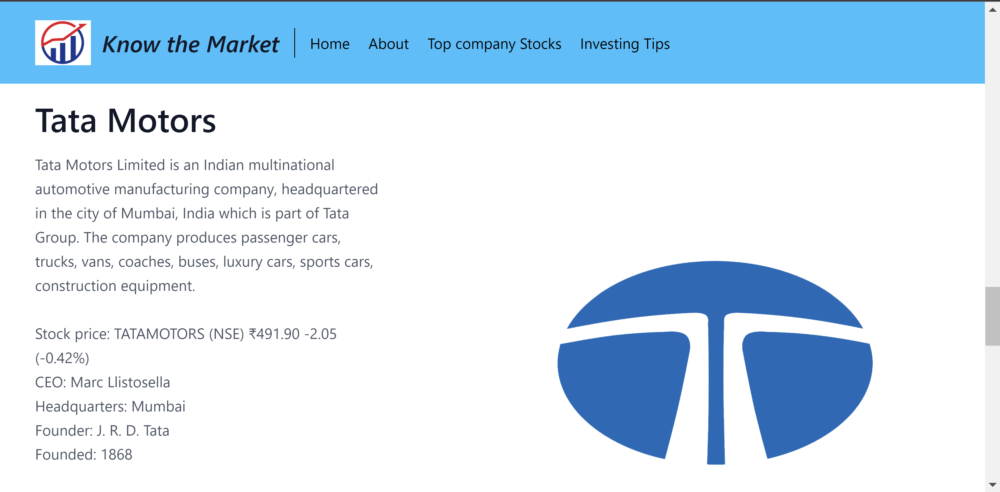 Know the Market
Home About Top company Stocks Investing Tips
Tata Motors
Tata Motors Limited is an Indian multinational
automotive manufacturing company, headquartered
in the city of Mumbai, India which is part of Tata
Group. The company produces passenger cars,
trucks, vans, coaches, buses, luxury cars, sports cars,
construction equipment.
Stock price: TATAMOTORS (NSE) ₹491.90 -2.05
(-0.42%)
CEO: Marc Llistosella
Headquarters: Mumbai
Founder: J. R. D. Tata
Founded: 1868